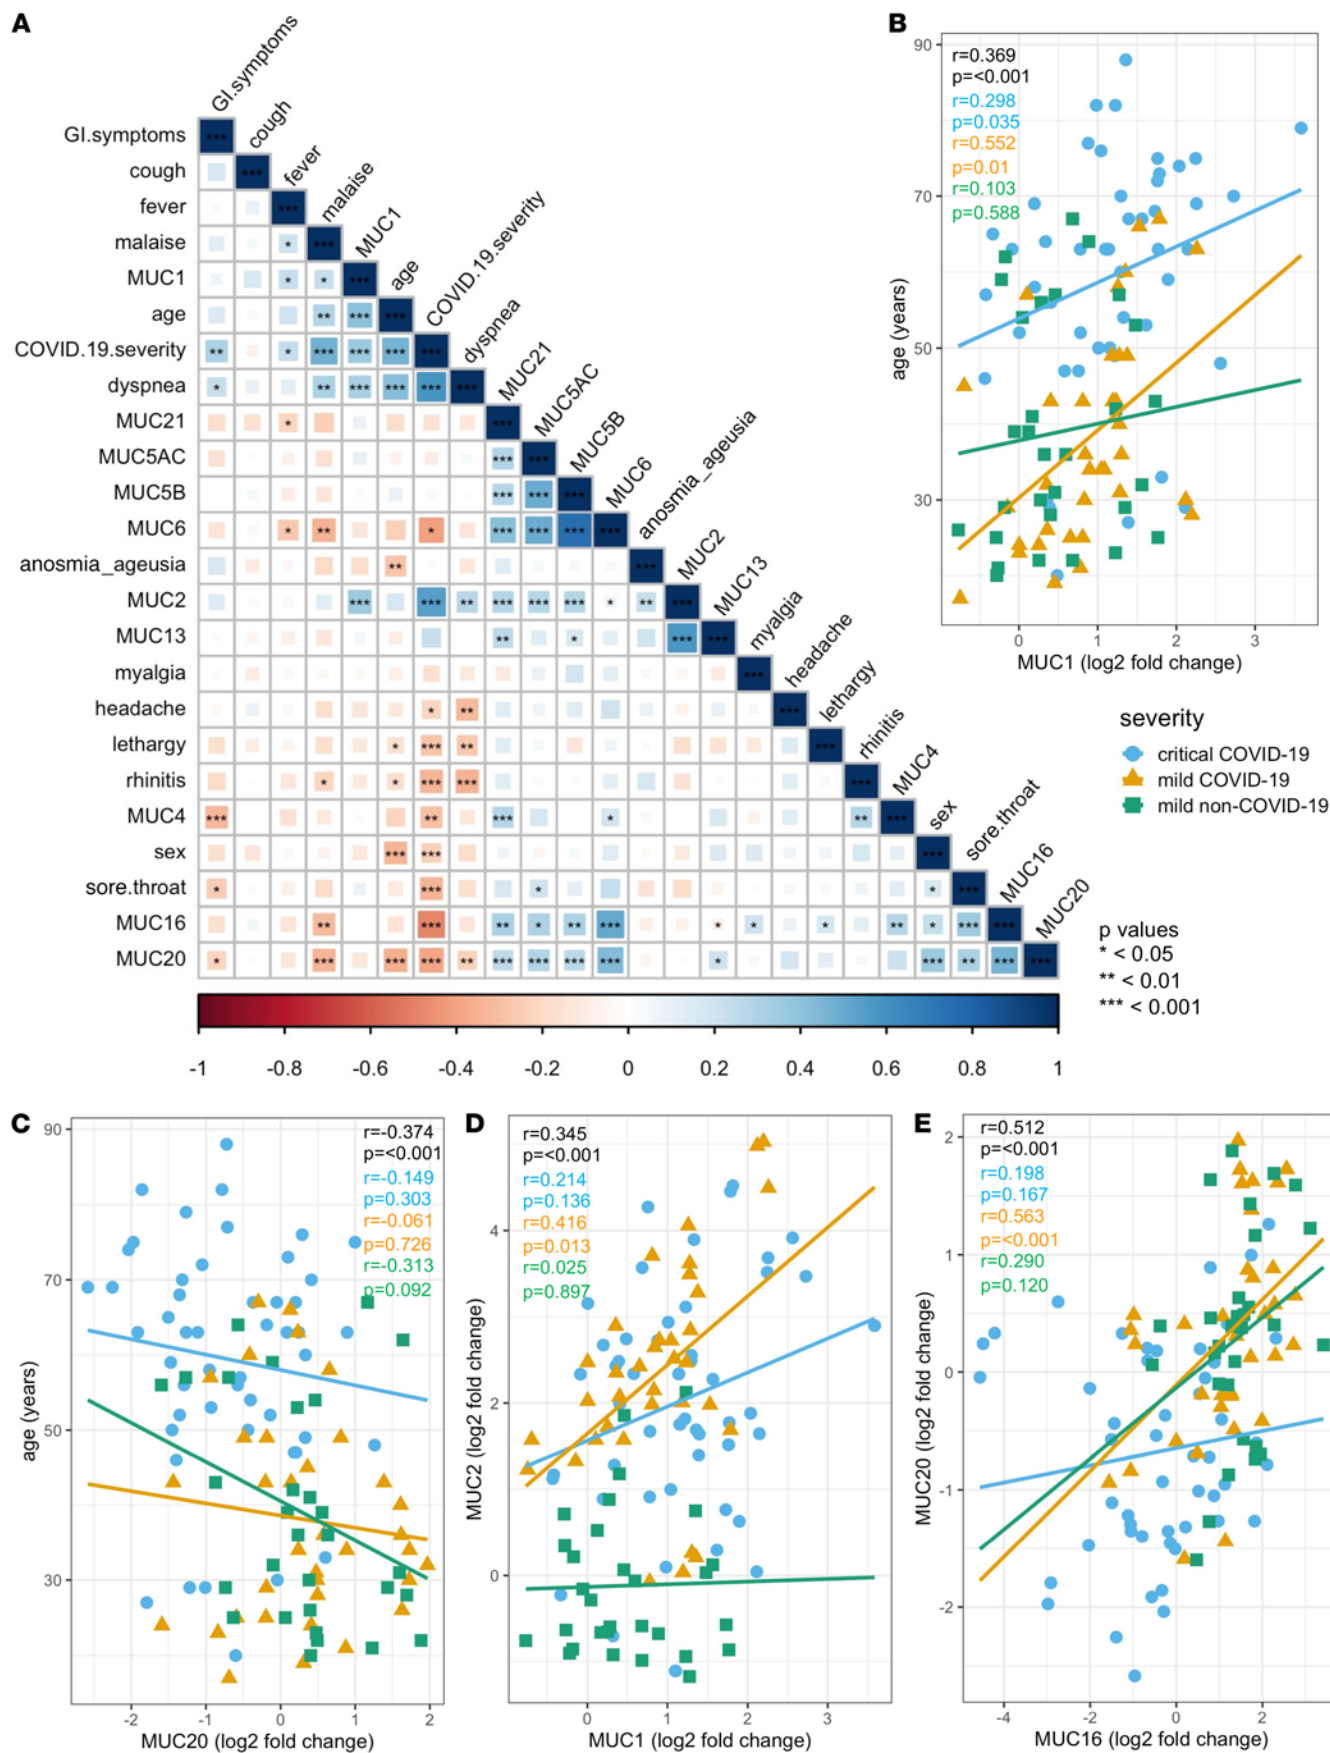 A
GI.symptoms
cough
fever
malaise
MUC1
age
COVID.19.severity
dyspnea
MUC21
MUC5AC
MUC5B
MUC6
anosmia_ageusia
MUC2
MUC13
myalgia
headache
lethargy
rhinitis
MUC4
sex
sore.throat
MUC16
MUC20
GI.symptoms ***
cough ***
fever ***
malaise * ***
MUC1 * * ***
age ** *** ***
COVID.19.severity ** * *** *** *** ***
dyspnea * ** *** *** *** ***
MUC21 * ***
MUC5AC *** ***
MUC5B *** *** ***
MUC6 * ** * *** *** *** ***
anosmia_ageusia ** ***
MUC2 *** *** ** *** *** *** * ** ***
MUC13 ** * *** ***
myalgia ***
headache * ** ***
lethargy * *** ** ***
rhinitis * * *** *** ***
MUC4 *** ** *** * ** ***
sex *** *** ***
sore.throat * *** * * ***
MUC16 ** *** ** * ** *** * * * ** * *** ***
MUC20 * *** *** *** ** *** *** *** *** * *** ** *** ***
-1 -0.8 -0.6 -0.4 -0.2 0 0.2 0.4 0.6 0.8 1
p values
* < 0.05
** < 0.01
*** < 0.001
B
r=0.369
p=<0.001
r=0.298
p=0.035
r=0.552
p=0.01
r=0.103
p=0.588
90
70
50
30
age (years)
0 1 2 3
MUC1 (log2 fold change)
severity
critical COVID-19
mild COVID-19
mild non-COVID-19
C
r=-0.374
p=<0.001
r=-0.149
p=0.303
r=-0.061
p=0.726
r=-0.313
p=0.092
90
70
50
30
age (years)
-2 -1 0 1 2
MUC20 (log2 fold change)
D
r=0.345
p=<0.001
r=0.214
p=0.136
r=0.416
p=0.013
r=0.025
p=0.897
4
2
0
MUC2 (log2 fold change)
0 1 2 3
MUC1 (log2 fold change)
E
r=0.512
p=<0.001
r=0.198
p=0.167
r=0.563
p=<0.001
r=0.290
p=0.120
2
1
0
-1
-2
MUC20 (log2 fold change)
-4 -2 0 2
MUC16 (log2 fold change)